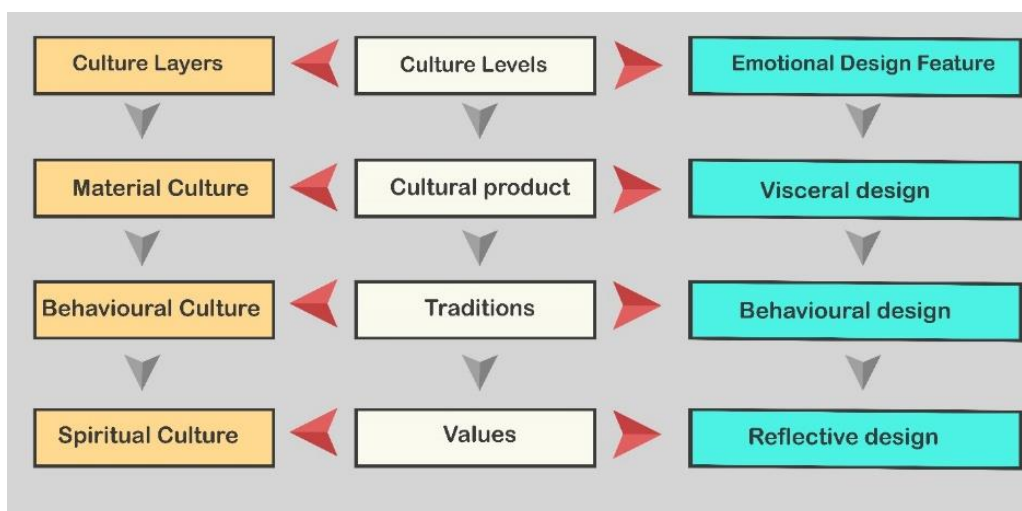 Culture Layers
Culture Levels
Emotional Design Feature
Material Culture
Cultural product
Visceral design
Behavioural Culture
Traditions
Behavioural design
Spiritual Culture
Values
Reflective design